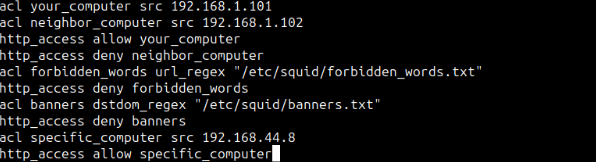 acl your_computer src 192.168.1.101
acl neighbor_computer src 192.168.1.102
http_access allow your_computer
http_access deny neighbor_computer
acl forbidden_words url_regex "/etc/squid/forbidden_words.txt"
http_access deny forbidden_words
acl banners dstdom_regex "/etc/squid/banners.txt"
http_access deny banners
acl specific_computer src 192.168.44.8
http_access allow specific_computer